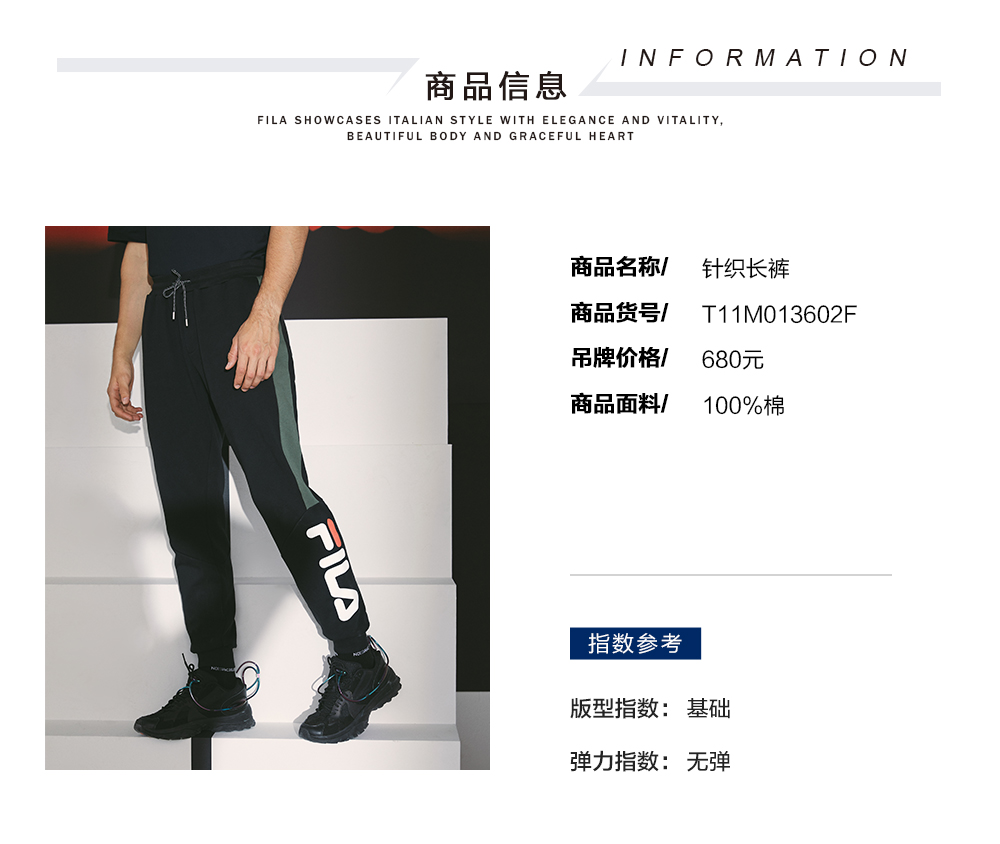 INFORMATION
商品信息
FILA SHOWCASES ITALIAN STYLE WITH ELEGANCE AND VITALITY,
BEAUTIFUL BODY AND GRACEFUL HEART
商品名称/ 针织长裤
商品货号/ T11M013602F
吊牌价格/ 680元
商品面料/ 100%棉
FILA
指数参考
版型指数： 基础
弹力指数： 无弹